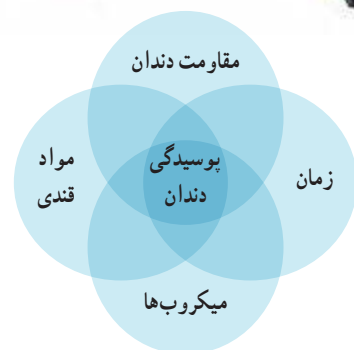 مقاومت دندان
مواد
قندی
پوسیدگی
دندان
زمان
میکروب‌ها